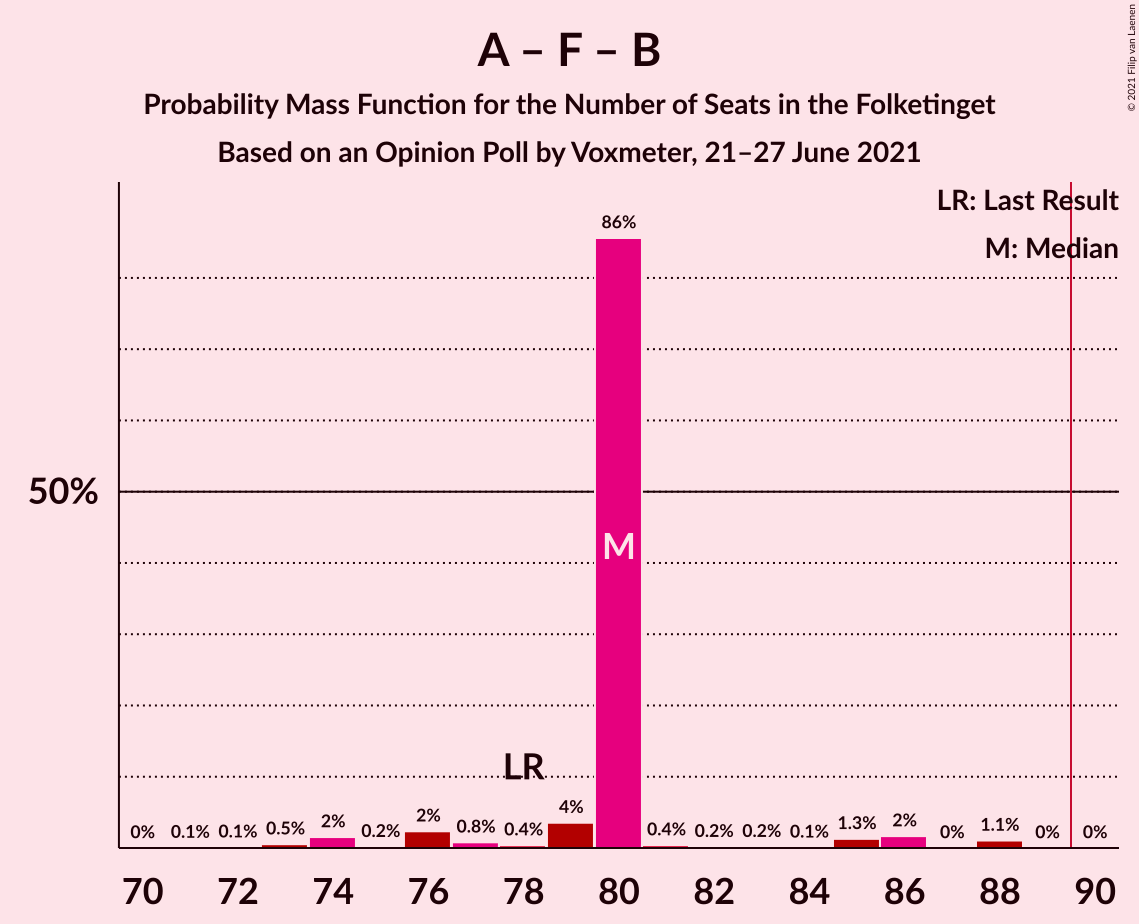 A – F – B
Probability Mass Function for the Number of Seats in the Folketinget
Based on an Opinion Poll by Voxmeter, 21–27 June 2021
© 2021 Filip van Laenen
LR: Last Result
M: Median
86%
50%
M
LR
0% 0.1% 0.1% 0.5% 2% 0.2% 2% 0.8% 0.4% 4% 0.4% 0.2% 0.2% 0.1% 1.3% 2% 0% 1.1% 0% 0%
70 72 74 76 78 80 82 84 86 88 90